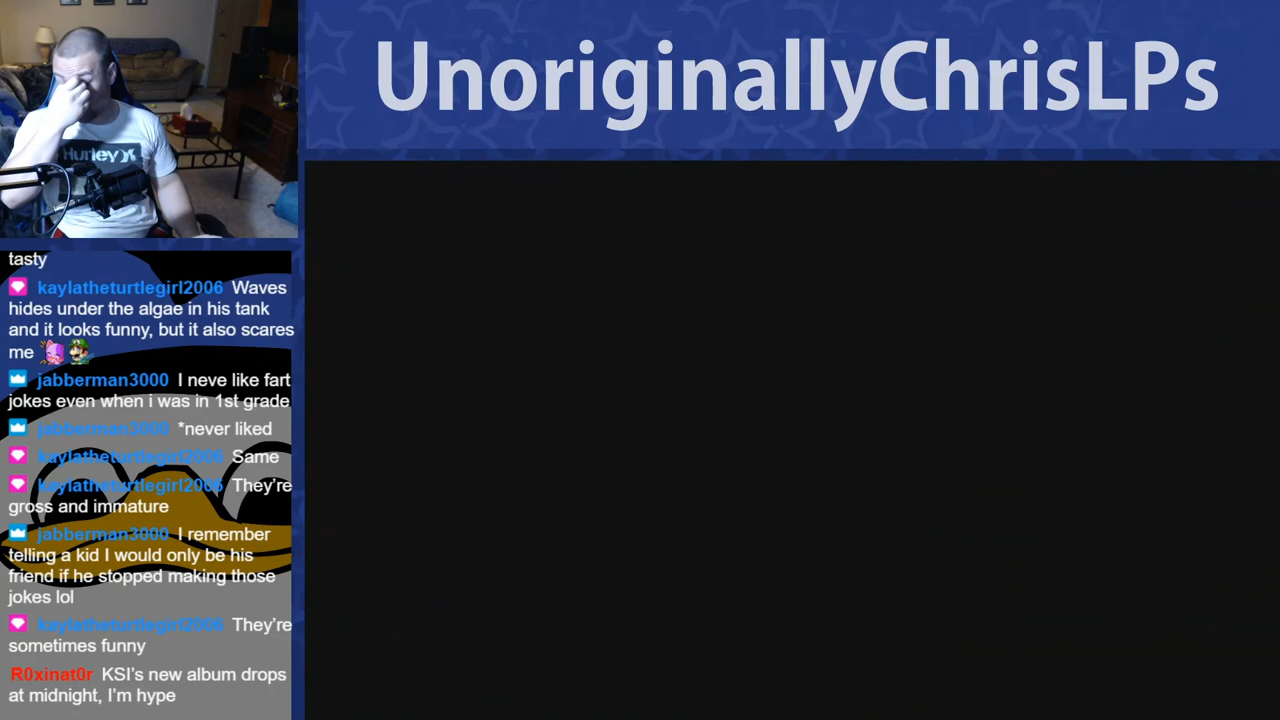 UnoriginallyChrisLPs
Hurley
tasty
kaylatheturtlegirl2006 Waves
hides under the algae in his tank
and it looks funny, but it also scares
me
jabberman3000 I neve like fart
jokes even when i was in 1st grade
jabberman3000 *never liked
kaylatheturtlegirl2006 Same
kaylatheturtlegirl2006 They're
gross and immature
jabberman3000 I remember
telling a kid I would only be his
friend if he stopped making those
jokes lol
kaylatheturtlegirl2006 They're
sometimes funny
R0xinat0r KSI's new album drops
at midnight, I'm hype